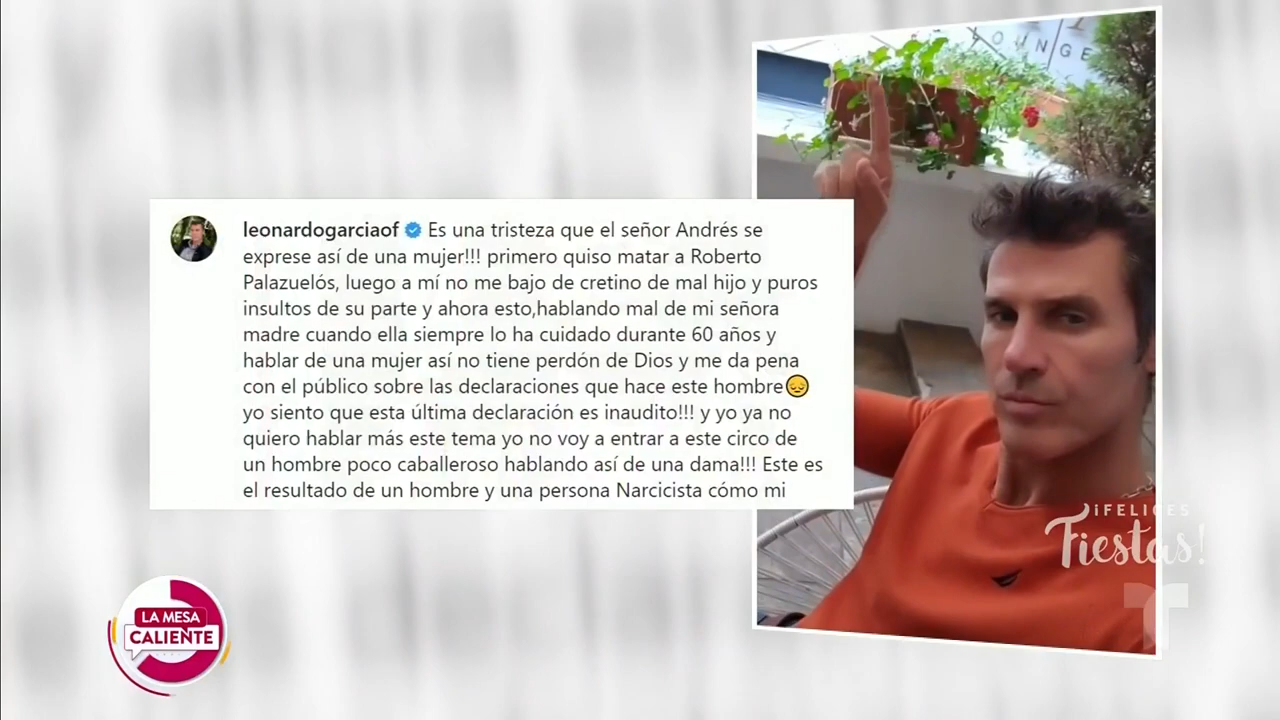 LOUNGE
leonardogarciaof Es una tristeza que el señor Andrés se
exprese así de una mujer!!! primero quiso matar a Roberto
Palazuelós, luego a mí no me bajo de cretino de mal hijo y puros
insultos de su parte y ahora esto,hablando mal de mi señora
madre cuando ella siempre lo ha cuidado durante 60 años y
hablar de una mujer así no tiene perdón de Dios y me da pena
con el público sobre las declaraciones que hace este hombre😔
yo siento que esta última declaración es inaudito!!! y yo ya no
quiero hablar más este tema yo no voy a entrar a este circo de
un hombre poco caballeroso hablando así de una dama!!! Este es
el resultado de un hombre y una persona Narcicista cómo mi
¡FELICES
Fiestas!
T
LA MESA
CALIENTE